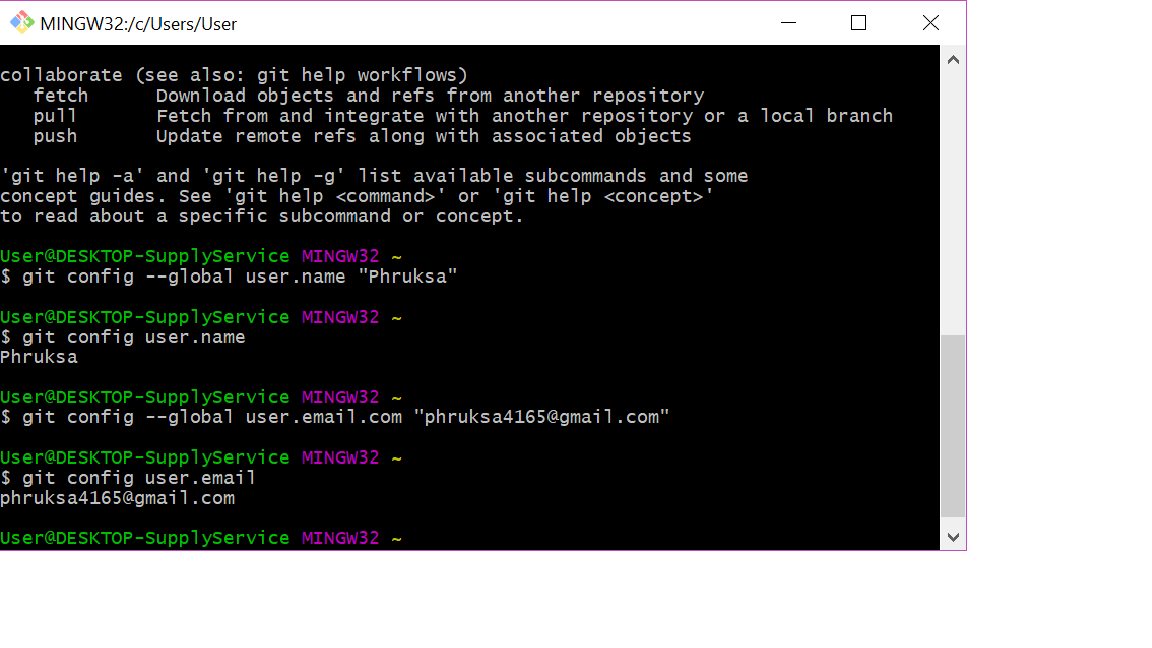 MINGW32:/c/Users/User
collaborate (see also: git help workflows)
   fetch      Download objects and refs from another repository
   pull       Fetch from and integrate with another repository or a local branch
   push       Update remote refs along with associated objects
'git help -a' and 'git help -g' list available subcommands and some
concept guides. See 'git help <command>' or 'git help <concept>'
to read about a specific subcommand or concept.
User@DESKTOP-SupplyService MINGW32 ~
$ git config --global user.name "Phruksa"
User@DESKTOP-SupplyService MINGW32 ~
$ git config user.name
Phruksa
User@DESKTOP-SupplyService MINGW32 ~
$ git config --global user.email.com "phruksa4165@gmail.com"
User@DESKTOP-SupplyService MINGW32 ~
$ git config user.email
phruksa4165@gmail.com
User@DESKTOP-SupplyService MINGW32 ~